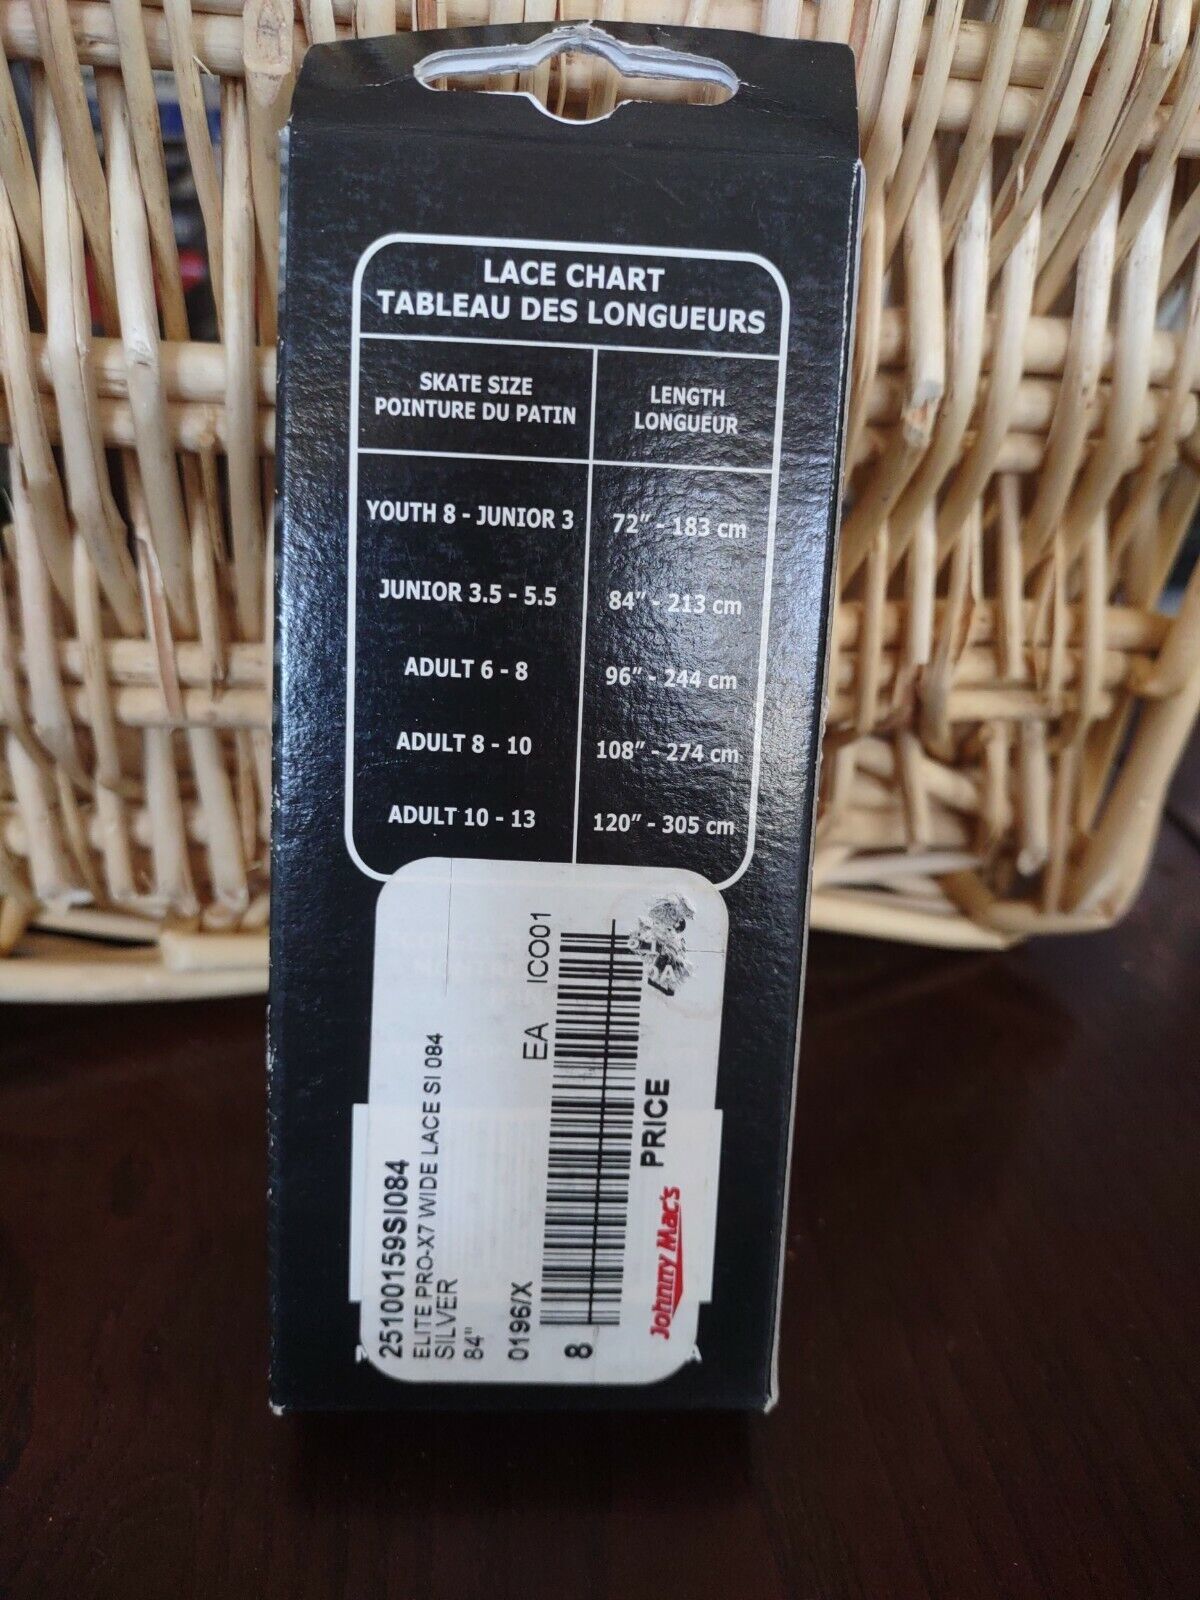 LACE CHART
TABLEAU DES LONGUEURS
SKATE SIZE
POINTURE DU PATIN
LENGTH
LONGUEUR
YOUTH 8 - JUNIOR 3 72" - 183 cm
JUNIOR 3.5 - 5.5 84" - 213 cm
ADULT 6 - 8 96" - 244 cm
ADULT 8 - 10 108" - 274 cm
ADULT 10 - 13 120" - 305 cm
25100159SI084
ELITE PRO-X7 WIDE LACE SI 084
SILVER
84"
0196/X EA ICO01
8
Johnny Mac's PRICE